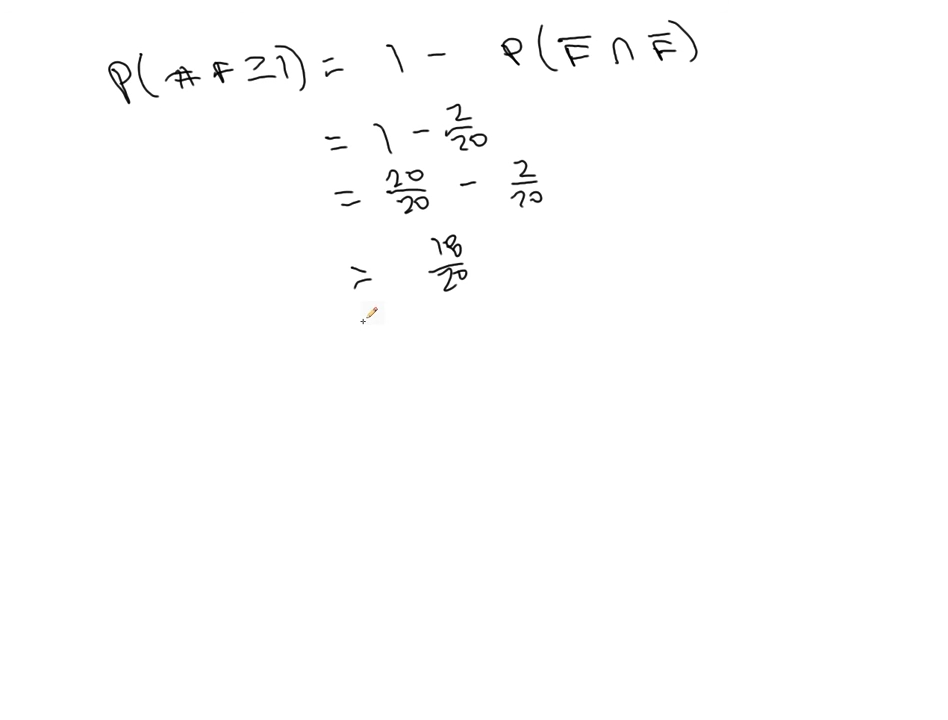 P(# F ≥ 1) = 1 - P(F̅ ∩ F̅)
= 1 - 2/20
= 20/20 - 2/20
= 18/20